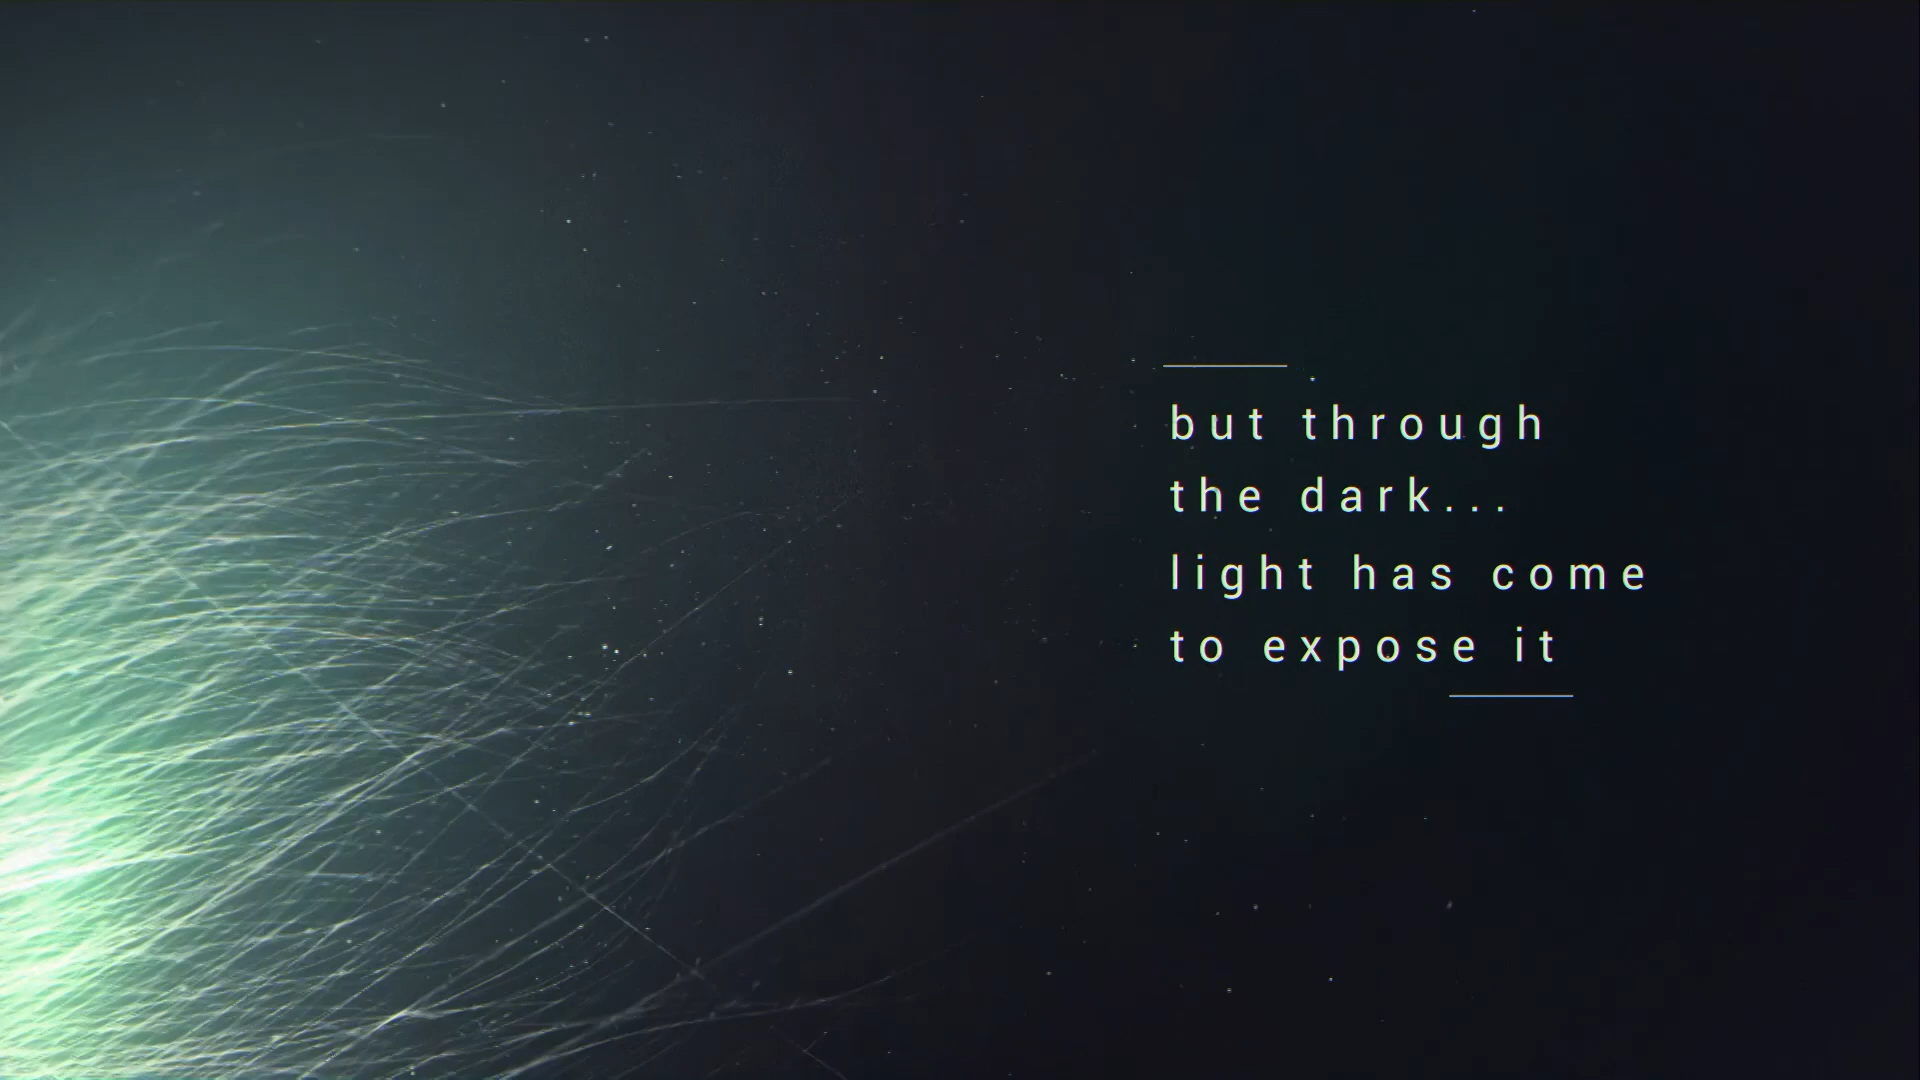 but through
the dark...
light has come
to expose it